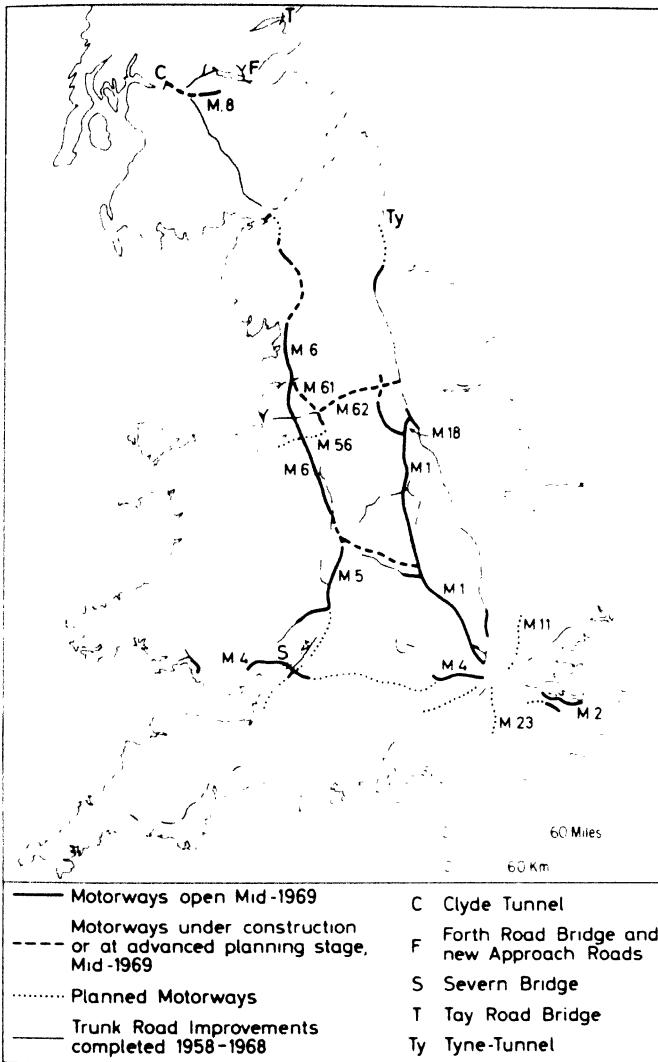 T
C
F
M.8
Ty
M 6
M 61
M 62
M 18
M 56
M 6
M 1
M 5
M 1
M 11
M 4
S
M 4
M 2
M 23
60 Miles
60 Km
Motorways open Mid-1969
Motorways under construction
or at advanced planning stage,
Mid-1969
Planned Motorways
Trunk Road Improvements
completed 1958-1968
C Clyde Tunnel
F Forth Road Bridge and
new Approach Roads
S Severn Bridge
T Tay Road Bridge
Ty Tyne-Tunnel